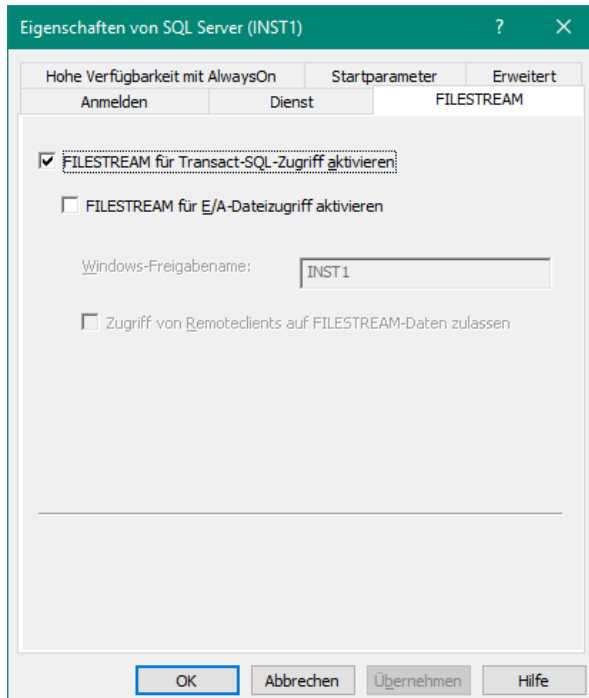 Eigenschaften von SQL Server (INST1)
Hohe Verfügbarkeit mit AlwaysOn Startparameter Erweitert
Anmelden Dienst FILESTREAM
FILESTREAM für Transact-SQL-Zugriff aktivieren
FILESTREAM für E/A-Dateizugriff aktivieren
Windows-Freigabename: INST1
Zugriff von Remoteclients auf FILESTREAM-Daten zulassen
OK Abbrechen Übernehmen Hilfe